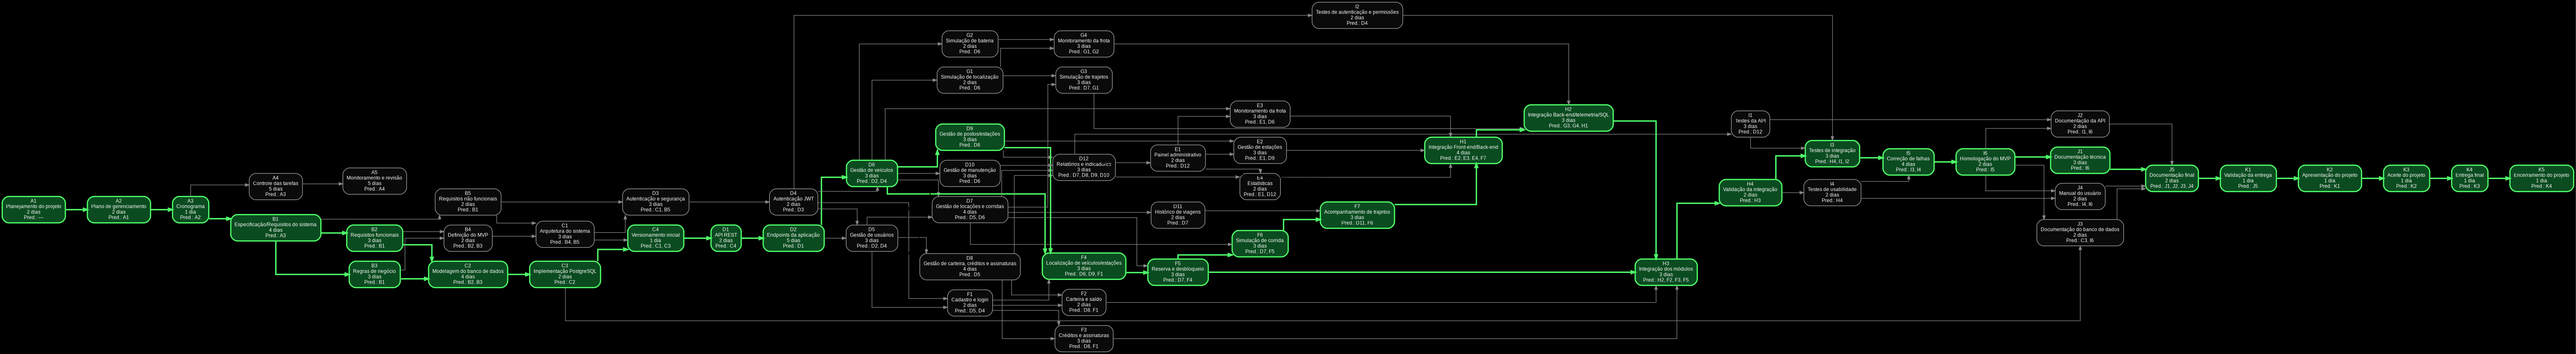 A1
Planejamento do projeto
2 dias
Pred.: —
A2
Plano de gerenciamento
2 dias
Pred.: A1
A3
Cronograma
1 dia
Pred.: A2
A4
Controle das tarefas
5 dias
Pred.: A3
A5
Monitoramento e revisão
5 dias
Pred.: A4
B1
Especificação/Requisitos do sistema
4 dias
Pred.: A3
B2
Requisitos funcionais
3 dias
Pred.: B1
B3
Regras de negócio
3 dias
Pred.: B1
B5
Requisitos não funcionais
2 dias
Pred.: B1
B4
Definição do MVP
2 dias
Pred.: B2, B3
C2
Modelagem do banco de dados
4 dias
Pred.: B2, B3
C1
Arquitetura do sistema
3 dias
Pred.: B4, B5
C3
Implementação PostgreSQL
2 dias
Pred.: C2
D3
Autenticação e segurança
3 dias
Pred.: C1, B5
C4
Versionamento inicial
1 dia
Pred.: C1, C3
D1
API REST
2 dias
Pred.: C4
D4
Autenticação JWT
2 dias
Pred.: D3
D2
Endpoints da aplicação
5 dias
Pred.: D1
D6
Gestão de veículos
3 dias
Pred.: D2, D4
D5
Gestão de usuários
3 dias
Pred.: D2, D4
G2
Simulação de bateria
2 dias
Pred.: D6
G1
Simulação de localização
2 dias
Pred.: D6
D9
Gestão de postos/estações
3 dias
Pred.: D6
D10
Gestão de manutenção
3 dias
Pred.: D6
D7
Gestão de locações e corridas
4 dias
Pred.: D5, D6
D8
Gestão de carteira, créditos e assinaturas
4 dias
Pred.: D5
F1
Cadastro e login
2 dias
Pred.: D5, D4
G4
Monitoramento da frota
3 dias
Pred.: G1, G2
G3
Simulação de trajetos
3 dias
Pred.: D7, G1
D12
Relatórios e indicadores
3 dias
Pred.: D7, D8, D9, D10
F4
Localização de veículos/estações
3 dias
Pred.: D6, D9, F1
F2
Carteira e saldo
2 dias
Pred.: D8, F1
F3
Créditos e assinaturas
3 dias
Pred.: D8, F1
E1
Painel administrativo
2 dias
Pred.: D12
D11
Histórico de viagens
2 dias
Pred.: D7
F5
Reserva e desbloqueio
3 dias
Pred.: D7, F4
E3
Monitoramento da frota
3 dias
Pred.: E1, D6
E2
Gestão de estações
3 dias
Pred.: E1, D9
E4
Estatísticas
2 dias
Pred.: E1, D12
F6
Simulação de corrida
3 dias
Pred.: D7, F5
I2
Testes de autenticação e permissões
2 dias
Pred.: D4
F7
Acompanhamento de trajetos
3 dias
Pred.: D11, F6
H1
Integração Front-end/Back-end
4 dias
Pred.: E2, E3, E4, F7
H2
Integração Back-end/telemetria/SQL
3 dias
Pred.: G3, G4, H1
H3
Integração dos módulos
3 dias
Pred.: H2, F2, F3, F5
I1
Testes da API
3 dias
Pred.: D12
H4
Validação da integração
2 dias
Pred.: H3
I3
Testes de integração
3 dias
Pred.: H4, I1, I2
I4
Testes de usabilidade
2 dias
Pred.: H4
I5
Correção de falhas
4 dias
Pred.: I3, I4
I6
Homologação do MVP
2 dias
Pred.: I5
J2
Documentação da API
2 dias
Pred.: I1, I6
J1
Documentação técnica
3 dias
Pred.: I6
J4
Manual do usuário
2 dias
Pred.: I4, I6
J3
Documentação do banco de dados
2 dias
Pred.: C3, I6
J5
Documentação final
2 dias
Pred.: J1, J2, J3, J4
K1
Validação da entrega
1 dia
Pred.: J5
K2
Apresentação do projeto
1 dia
Pred.: K1
K3
Aceite do projeto
1 dia
Pred.: K2
K4
Entrega final
1 dia
Pred.: K3
K5
Encerramento do projeto
1 dia
Pred.: K4